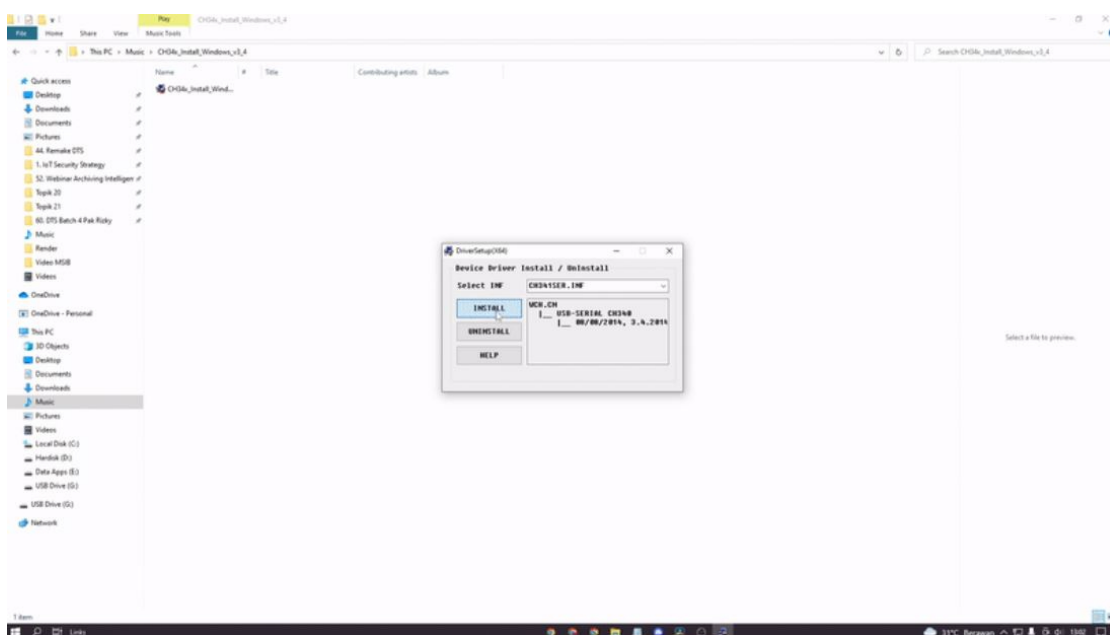 Play
CH34x_Install_Windows_v3_4
File
Home
Share
View
Music Tools
This PC
Music
CH34x_Install_Windows_v3_4
Search CH34x_Install_Windows_v3_4
Name
#
Title
Contributing artists
Album
CH34x_Install_Wind...
Quick access
Desktop
Downloads
Documents
Pictures
44. Remake DTS
1. IoT Security Strategy
52. Webinar Archiving Intelligen
Topik 20
Topik 21
60. DTS Batch 4 Pak Rizky
Music
Render
Video MSIB
Videos
OneDrive
OneDrive - Personal
This PC
3D Objects
Desktop
Documents
Downloads
Music
Pictures
Videos
Local Disk (C:)
Hardisk (D:)
Data Apps (E:)
USB Drive (G:)
USB Drive (G:)
Network
DriverSetup(X64)
Device Driver Install / Uninstall
Select INF
CH341SER.INF
INSTALL
UNINSTALL
HELP
WCH.CN
|__ USB-SERIAL CH340
|__ 08/08/2014, 3.4.2014
Select a file to preview.
1 item
Links
31°C Berawan
1302